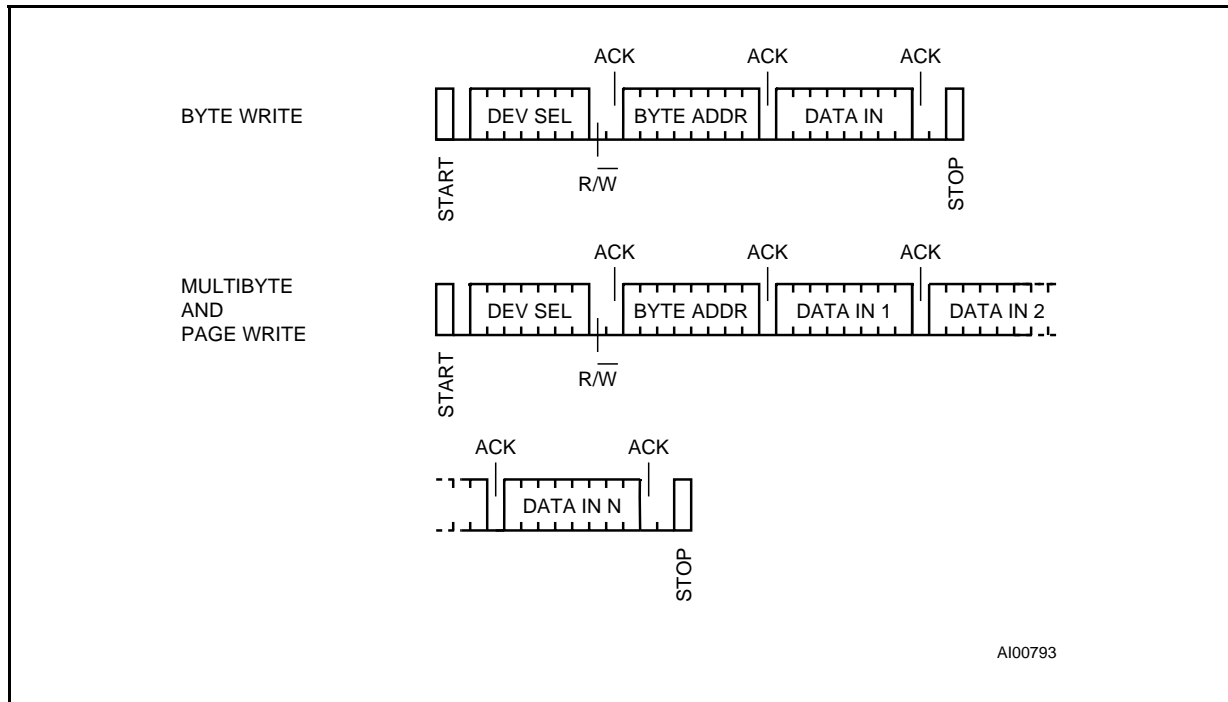 ACK ACK ACK
BYTE WRITE
DEV SEL BYTE ADDR DATA IN
R/W̅
START
STOP
ACK ACK ACK
MULTIBYTE
AND
PAGE WRITE
DEV SEL BYTE ADDR DATA IN 1 DATA IN 2
R/W̅
START
ACK ACK
DATA IN N
STOP
AI00793